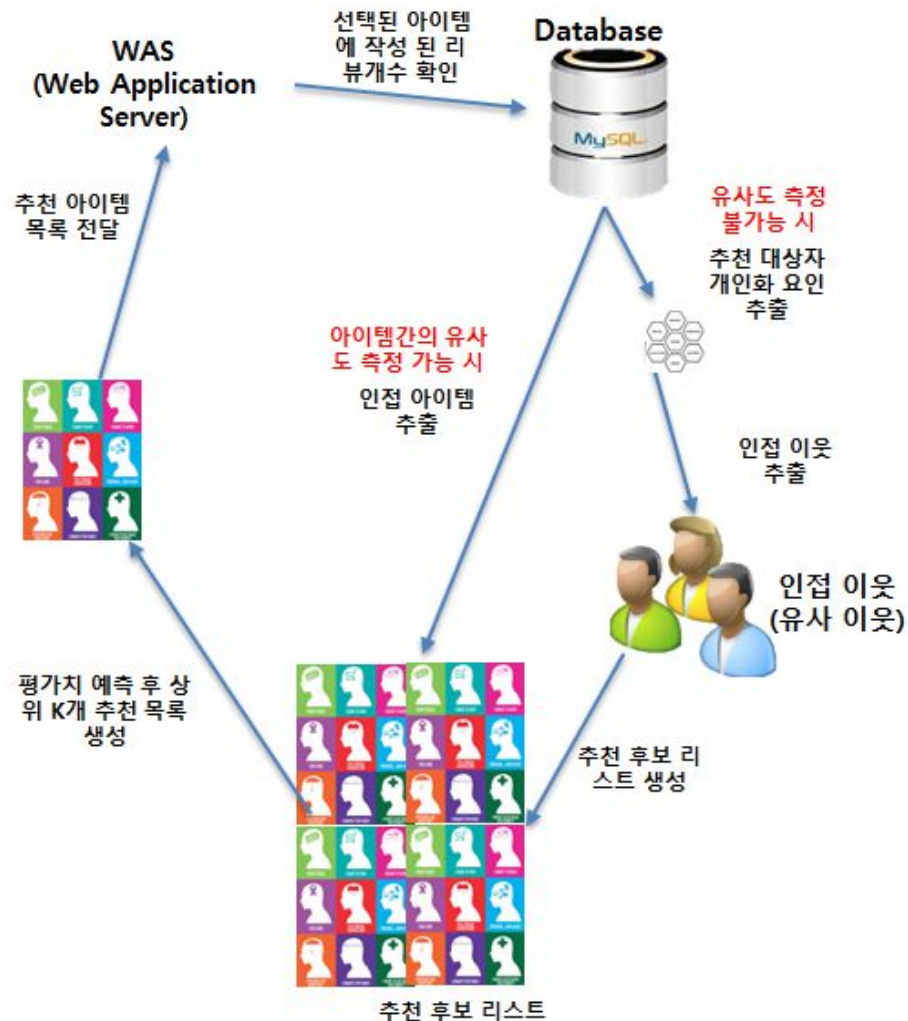 선택된 아이템
에 작성 된 리
뷰개수 확인
Database
WAS
(Web Application
Server)
MySQL
추천 아이템
목록 전달
유사도 측정
불가능 시
추천 대상자
개인화 요인
추출
아이템간의 유사
도 측정 가능 시
인접 아이템
추출
인접 이웃
추출
인접 이웃
(유사 이웃)
평가치 예측 후 상
위 K개 추천 목록
생성
추천 후보 리
스트 생성
추천 후보 리스트